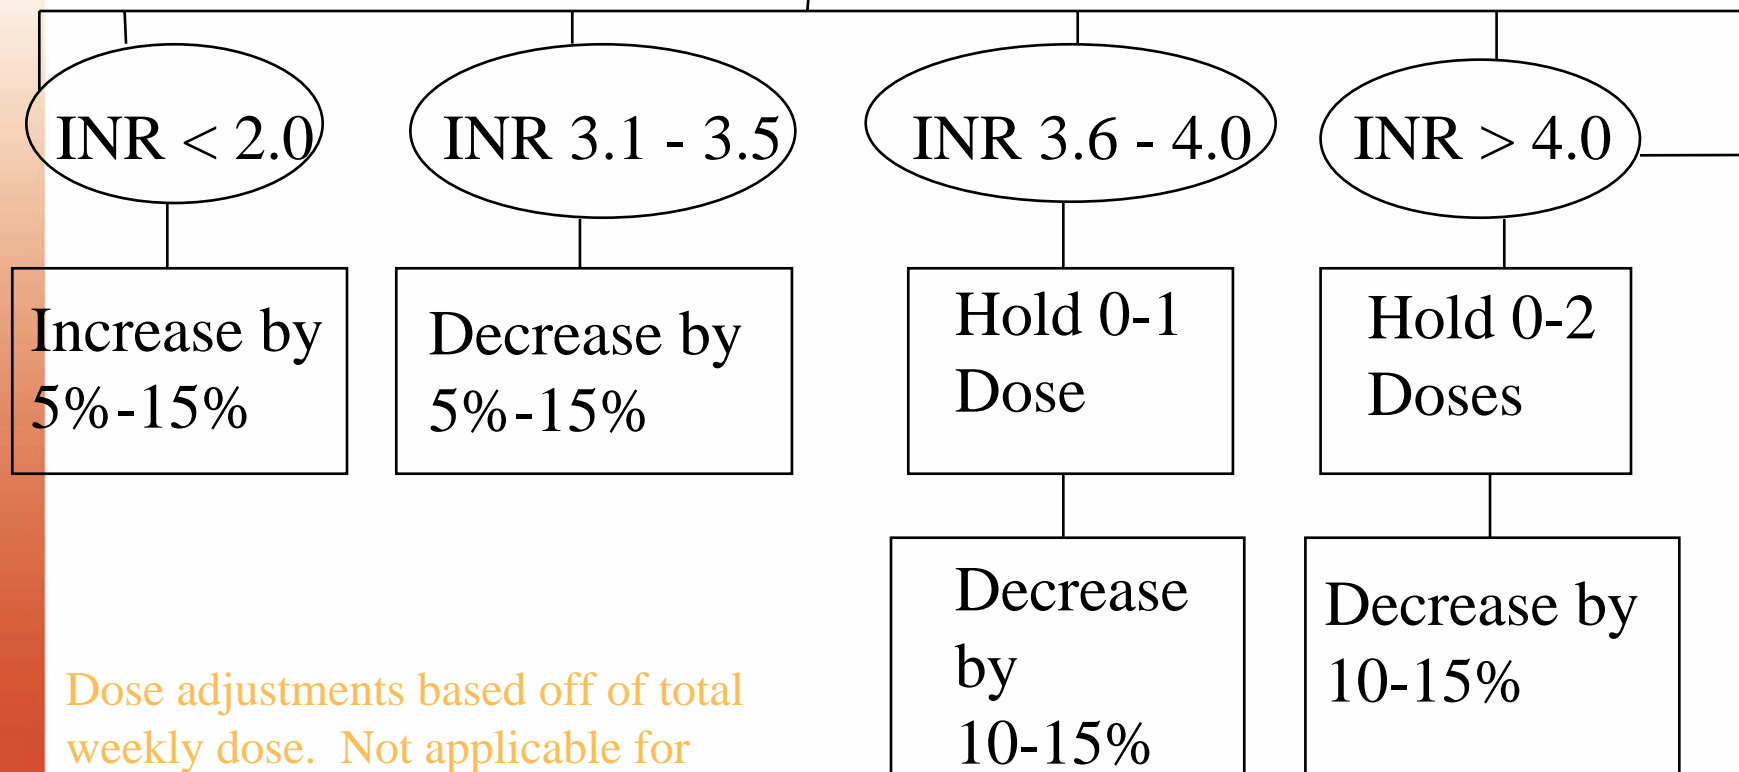 INR < 2.0
INR 3.1 - 3.5
INR 3.6 - 4.0
INR > 4.0
Increase by
5%-15%
Decrease by
5%-15%
Hold 0-1
Dose
Hold 0-2
Doses
Decrease
by
10-15%
Decrease by
10-15%
Dose adjustments based off of total
weekly dose.  Not applicable for